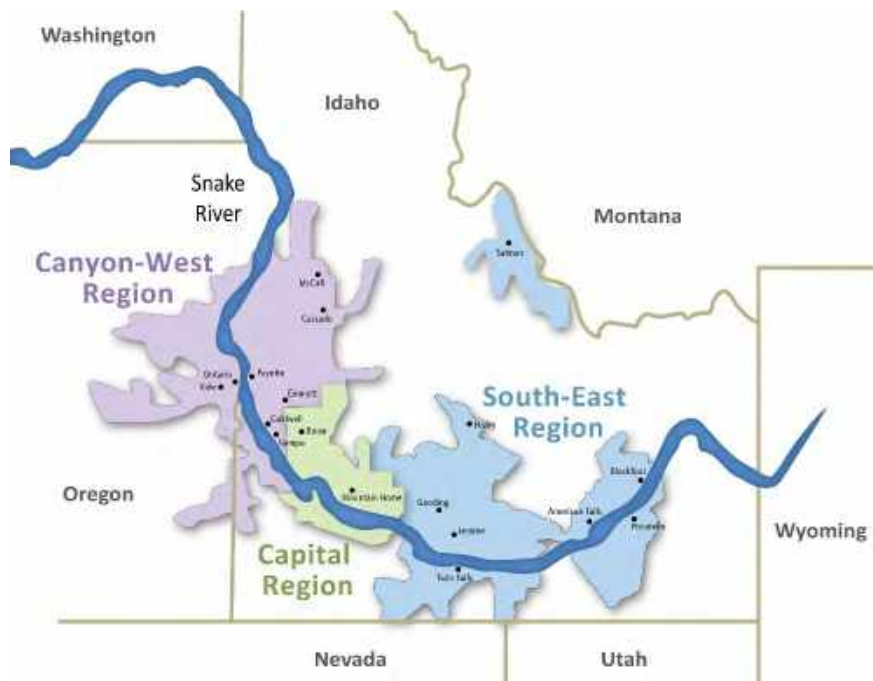 Washington
Idaho
Snake
River
Montana
Salmon
Canyon-West
Region
McCall
Cascade
Ontario
Payette
Vale
Emmett
South-East
Region
Caldwell
Boise
Nampa
Hailey
Blackfoot
Oregon
Mountain Home
Gooding
American Falls
Pocatello
Wyoming
Jerome
Capital
Region
Twin Falls
Nevada
Utah